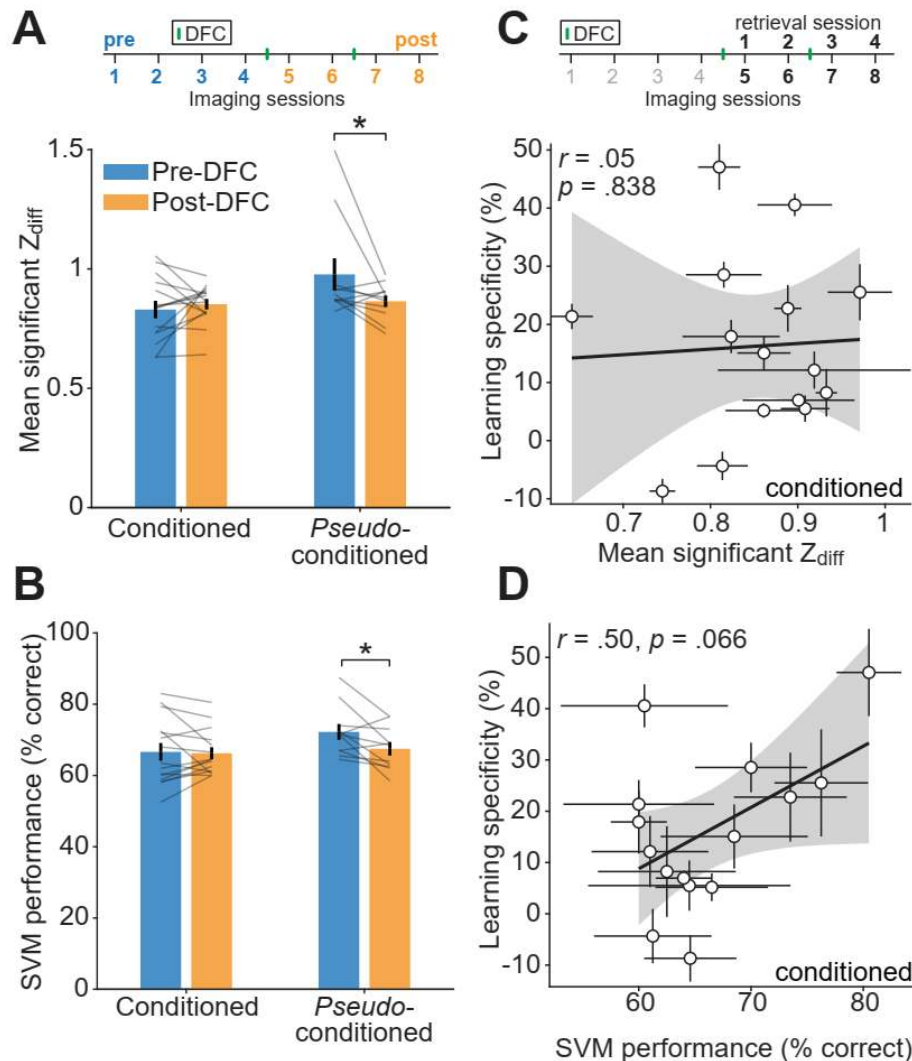 A
pre DFC post
1 2 3 4 5 6 7 8
Imaging sessions
Mean significant Zdiff
1.5
1
0.5
0
Pre-DFC
Post-DFC
*
Conditioned
Pseudo-
conditioned
B
SVM performance (% correct)
100
80
60
40
20
0
*
Conditioned
Pseudo-
conditioned
C
DFC
retrieval session
1 2 3 4
1 2 3 4 5 6 7 8
Imaging sessions
Learning specificity (%)
50
40
30
20
10
0
-10
r = .05
p = .838
conditioned
0.7 0.8 0.9 1
Mean significant Zdiff
D
r = .50, p = .066
Learning specificity (%)
50
40
30
20
10
0
-10
conditioned
60 70 80
SVM performance (% correct)